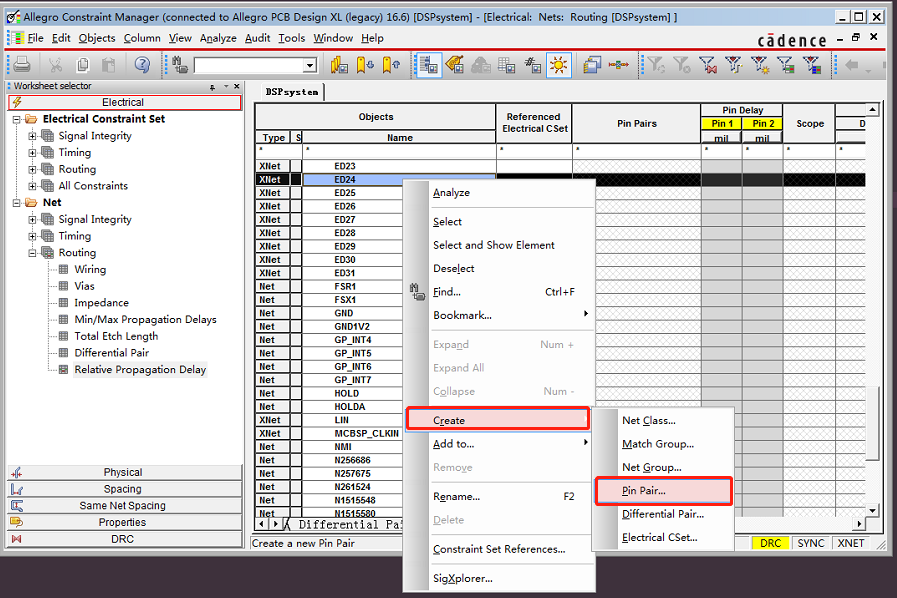 Allegro Constraint Manager (connected to Allegro PCB Design XL (legacy) 16.6) [DSPsystem] - [Electrical: Nets: Routing [DSPsystem] ]
File Edit Objects Column View Analyze Audit Tools Window Help
cādence
Worksheet selector
Electrical
Electrical Constraint Set
Signal Integrity
Timing
Routing
All Constraints
Net
Signal Integrity
Timing
Routing
Wiring
Vias
Impedance
Min/Max Propagation Delays
Total Etch Length
Differential Pair
Relative Propagation Delay
Physical
Spacing
Same Net Spacing
Properties
DRC
DSPsystem
Objects
Referenced Electrical CSet
Pin Pairs
Pin Delay
Scope
Pin 1 Pin 2
D
Type S Name
mil mil
* * * * * * * *
XNet ED23
XNet ED24
XNet ED25
XNet ED26
XNet ED27
XNet ED28
XNet ED29
XNet ED30
XNet ED31
Net FSR1
Net FSX1
Net GND
Net GND1V2
Net GP_INT4
Net GP_INT5
Net GP_INT6
Net GP_INT7
Net HOLD
Net HOLDA
XNet LIN
XNet MCBSP_CLKIN
Net NMI
Net N256686
Net N257675
Net N261524
Net N1515548
Net N1515580
Differential Pai
Analyze
Select
Select and Show Element
Deselect
Find... Ctrl+F
Bookmark...
Expand Num +
Expand All
Collapse Num -
Create
Add to...
Remove
Rename... F2
Delete
Constraint Set References...
SigXplorer...
Net Class...
Match Group...
Net Group...
Pin Pair...
Differential Pair...
Electrical CSet...
Create a new Pin Pair
DRC SYNC XNET